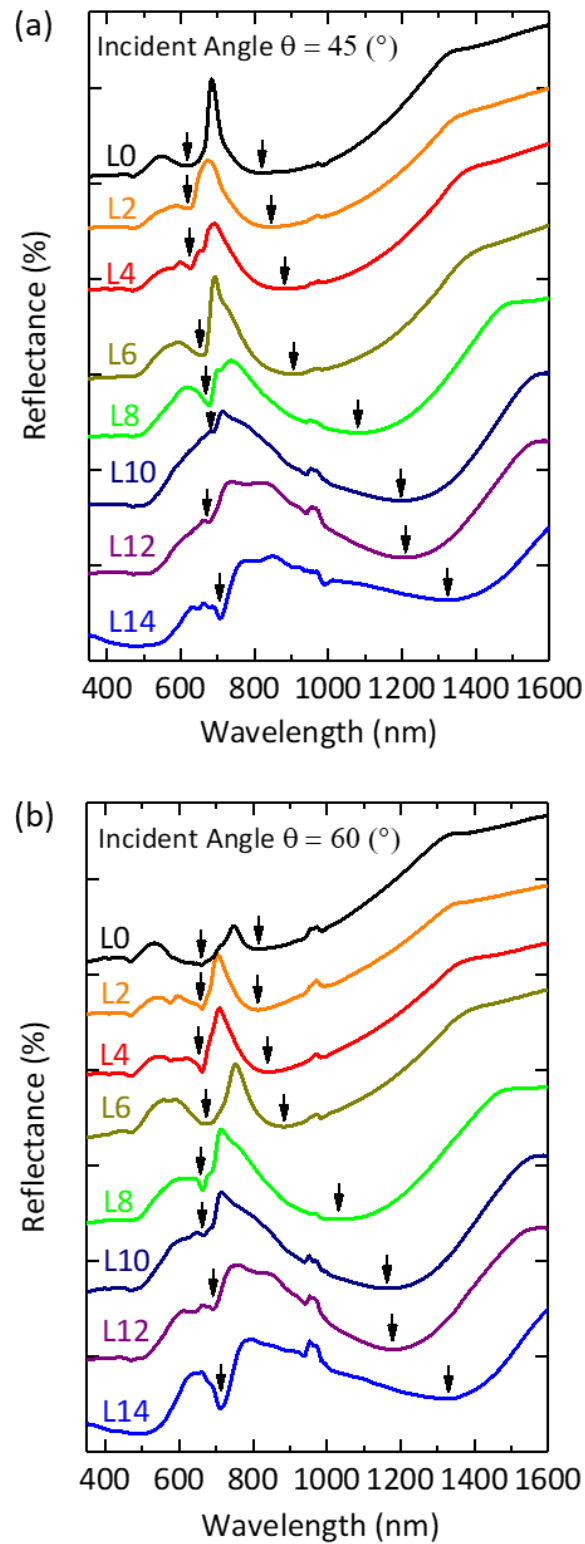 (a)
Incident Angle θ = 45 (°)
L0
L2
L4
L6
L8
L10
L12
L14
Reflectance (%)
400 600 800 1000 1200 1400 1600
Wavelength (nm)
(b)
Incident Angle θ = 60 (°)
L0
L2
L4
L6
L8
L10
L12
L14
Reflectance (%)
400 600 800 1000 1200 1400 1600
Wavelength (nm)